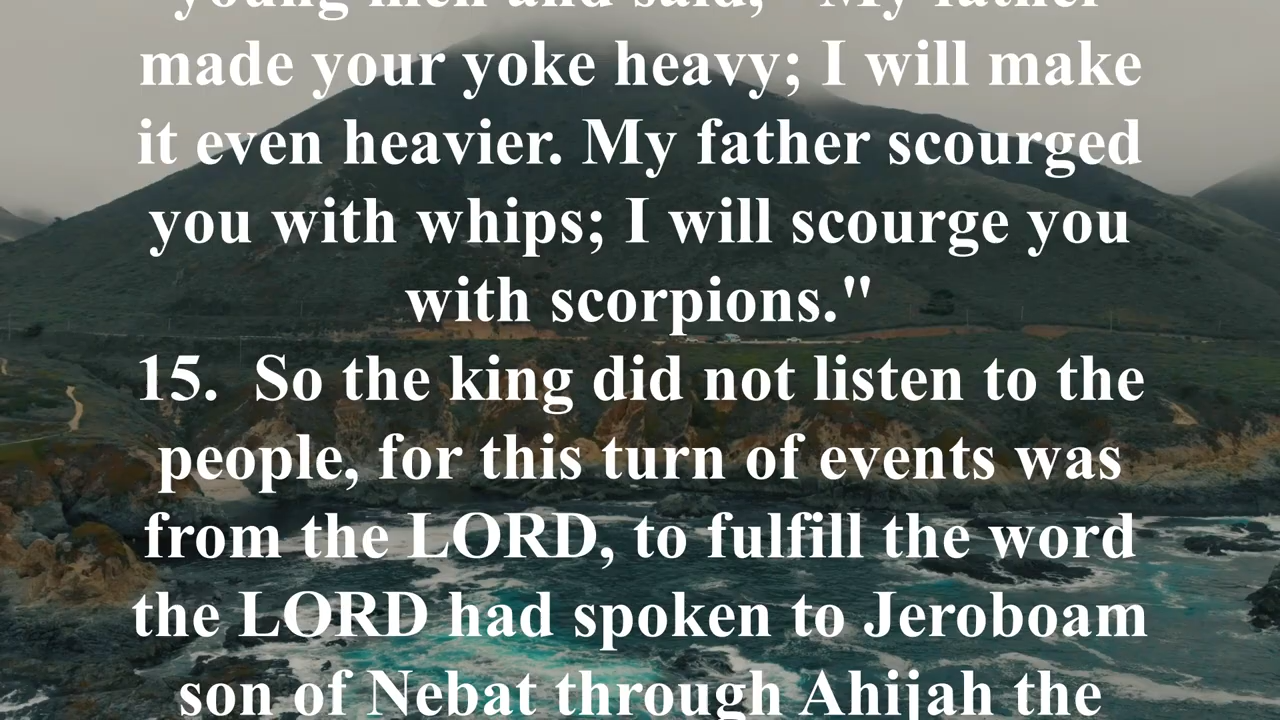 young men and said, "My father
made your yoke heavy; I will make
it even heavier. My father scourged
you with whips; I will scourge you
with scorpions."
15.  So the king did not listen to the
people, for this turn of events was
from the LORD, to fulfill the word
the LORD had spoken to Jeroboam
son of Nebat through Ahijah the